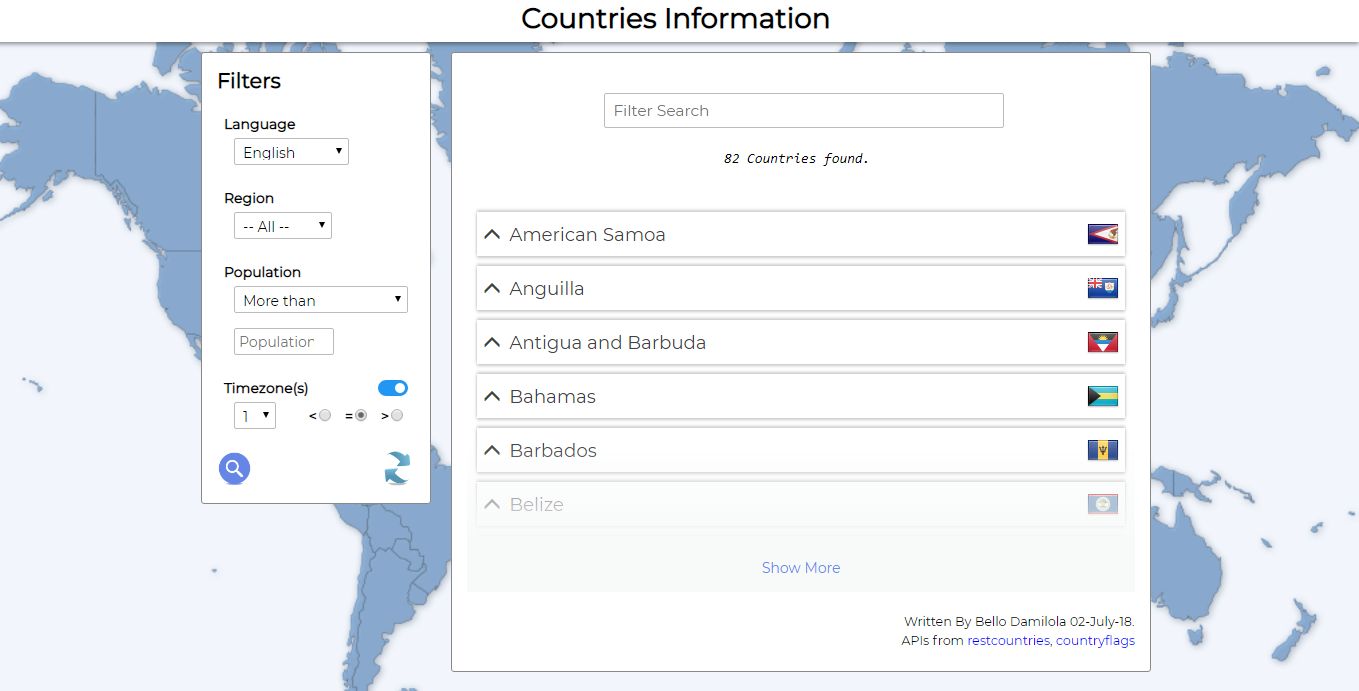 Countries Information
Filters
Language
English
Region
-- All --
Population
More than
Population
Timezone(s)
1 < = >
Filter Search
82 Countries found.
American Samoa
Anguilla
Antigua and Barbuda
Bahamas
Barbados
Belize
Show More
Written By Bello Damilola 02-July-18.
APIs from restcountries, countryflags